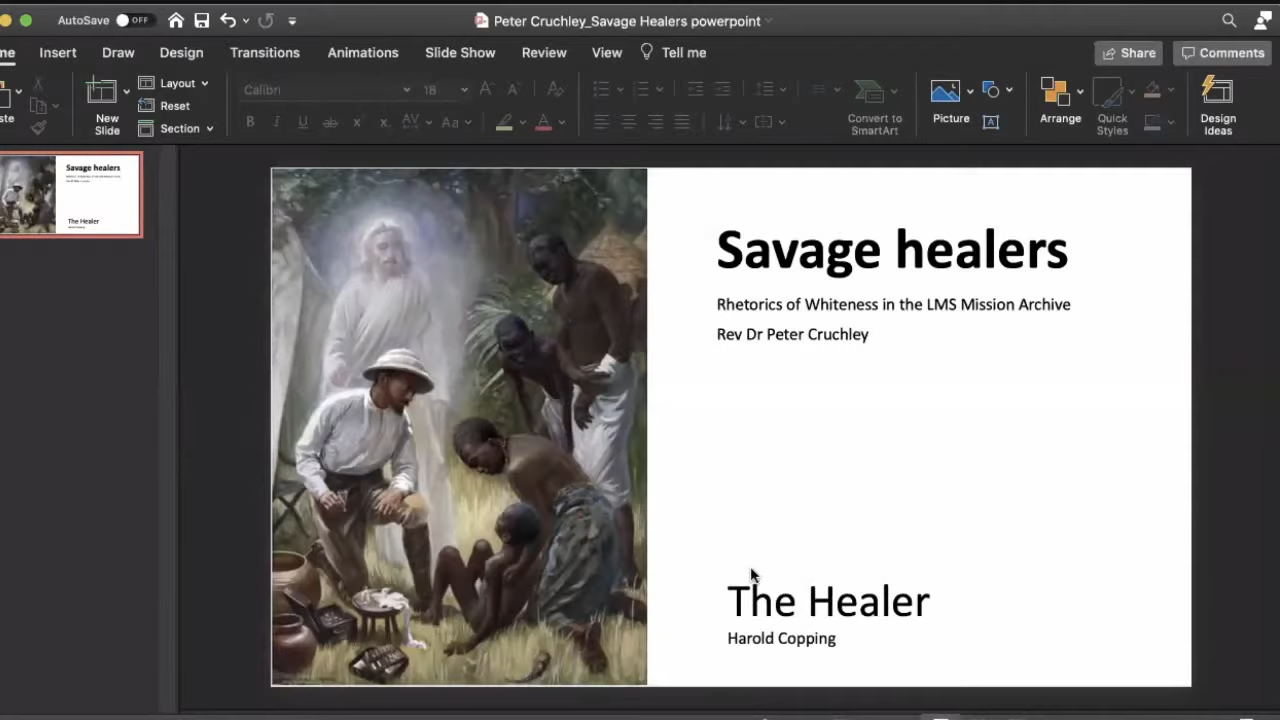 AutoSave OFF
Peter Cruchley_Savage Healers powerpoint
Insert Draw Design Transitions Animations Slide Show Review View Tell me
Share Comments
New Slide
Layout
Reset
Section
Calibri 18
Convert to SmartArt
Picture
Arrange
Quick Styles
Design Ideas
Savage healers
Rhetorics of Whiteness in the LMS Mission Archive
Rev Dr Peter Cruchley
The Healer
Harold Copping
Savage healers
The Healer